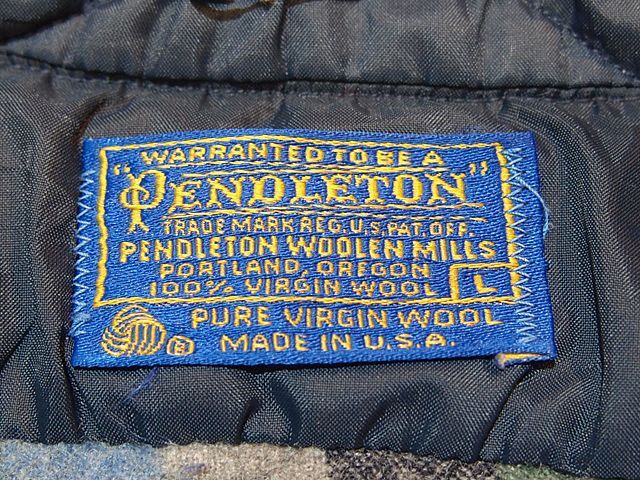 WARRANTED TO BE A
"PENDLETON"
TRADE MARK REG. U.S. PAT. OFF.
PENDLETON WOOLEN MILLS
PORTLAND, OREGON
100% VIRGIN WOOL L
PURE VIRGIN WOOL
MADE IN U.S.A.